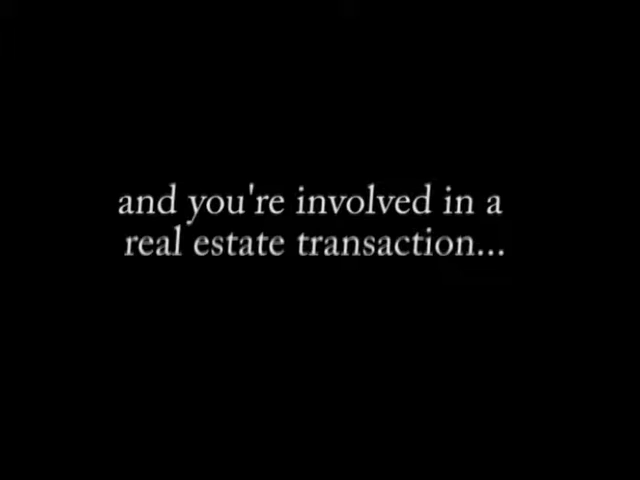 and you're involved in a
real estate transaction...